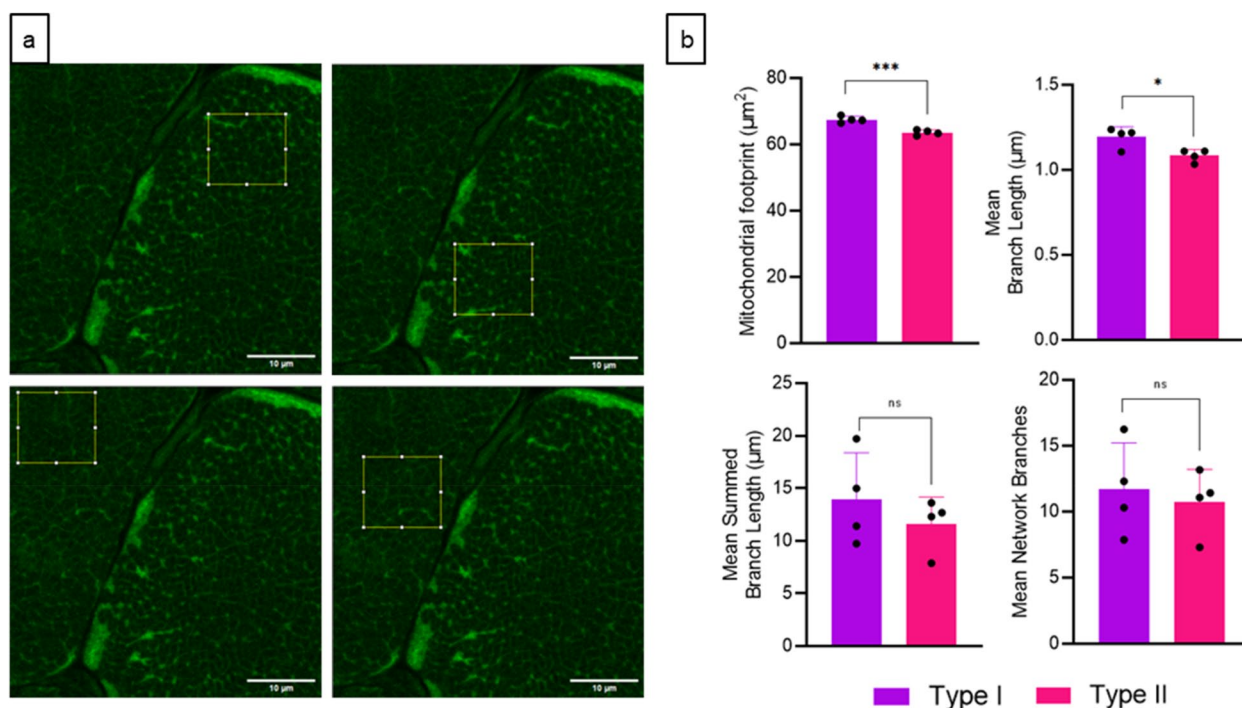 a
10 µm
10 µm
10 µm
10 µm
b
Mitochondrial footprint (µm²)
80
60
40
20
0
***
Mean
Branch Length (µm)
1.5
1.0
0.5
0.0
*
Mean Summed
Branch Length (µm)
25
20
15
10
5
0
ns
Mean Network Branches
20
15
10
5
0
ns
Type I
Type II